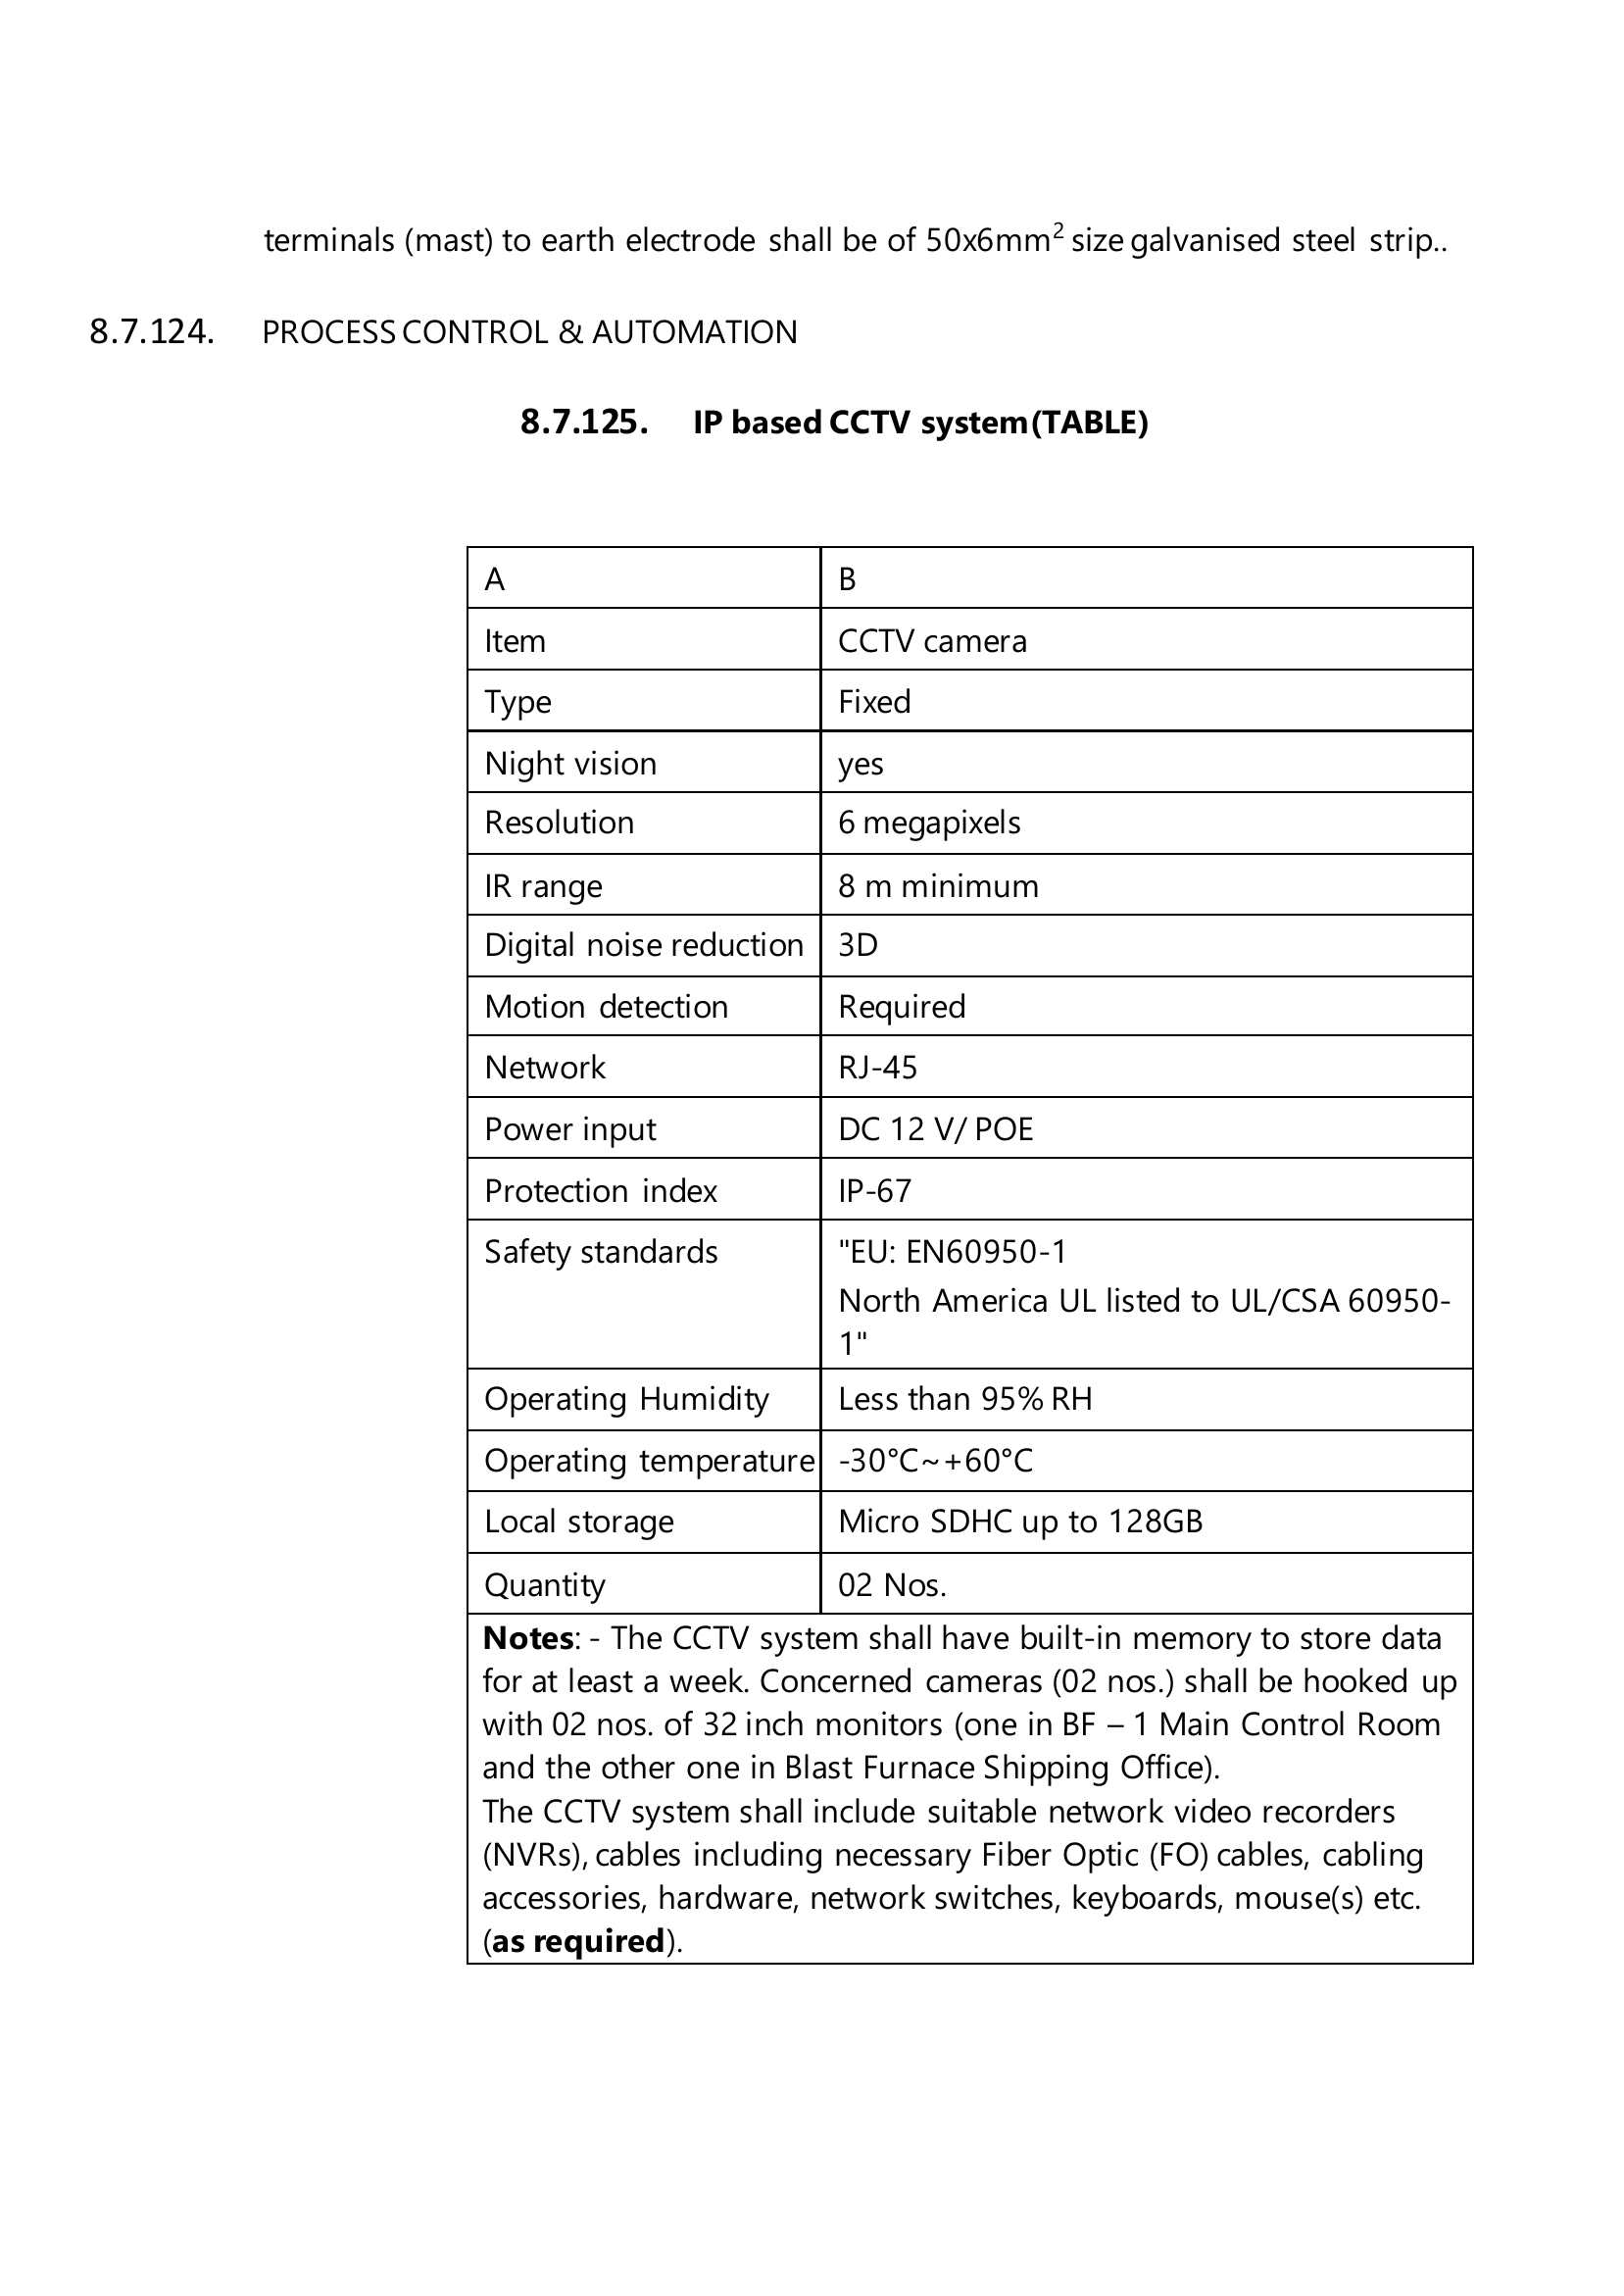 terminals (mast) to earth electrode shall be of 50x6mm² size galvanised steel strip..
8.7.124. PROCESS CONTROL & AUTOMATION
8.7.125. IP based CCTV system(TABLE)
A B
Item CCTV camera
Type Fixed
Night vision yes
Resolution 6 megapixels
IR range 8 m minimum
Digital noise reduction 3D
Motion detection Required
Network RJ-45
Power input DC 12 V/ POE
Protection index IP-67
Safety standards "EU: EN60950-1
North America UL listed to UL/CSA 60950-
1"
Operating Humidity Less than 95% RH
Operating temperature -30°C~+60°C
Local storage Micro SDHC up to 128GB
Quantity 02 Nos.
Notes: - The CCTV system shall have built-in memory to store data
for at least a week. Concerned cameras (02 nos.) shall be hooked up
with 02 nos. of 32 inch monitors (one in BF – 1 Main Control Room
and the other one in Blast Furnace Shipping Office).
The CCTV system shall include suitable network video recorders
(NVRs), cables including necessary Fiber Optic (FO) cables, cabling
accessories, hardware, network switches, keyboards, mouse(s) etc.
(as required).